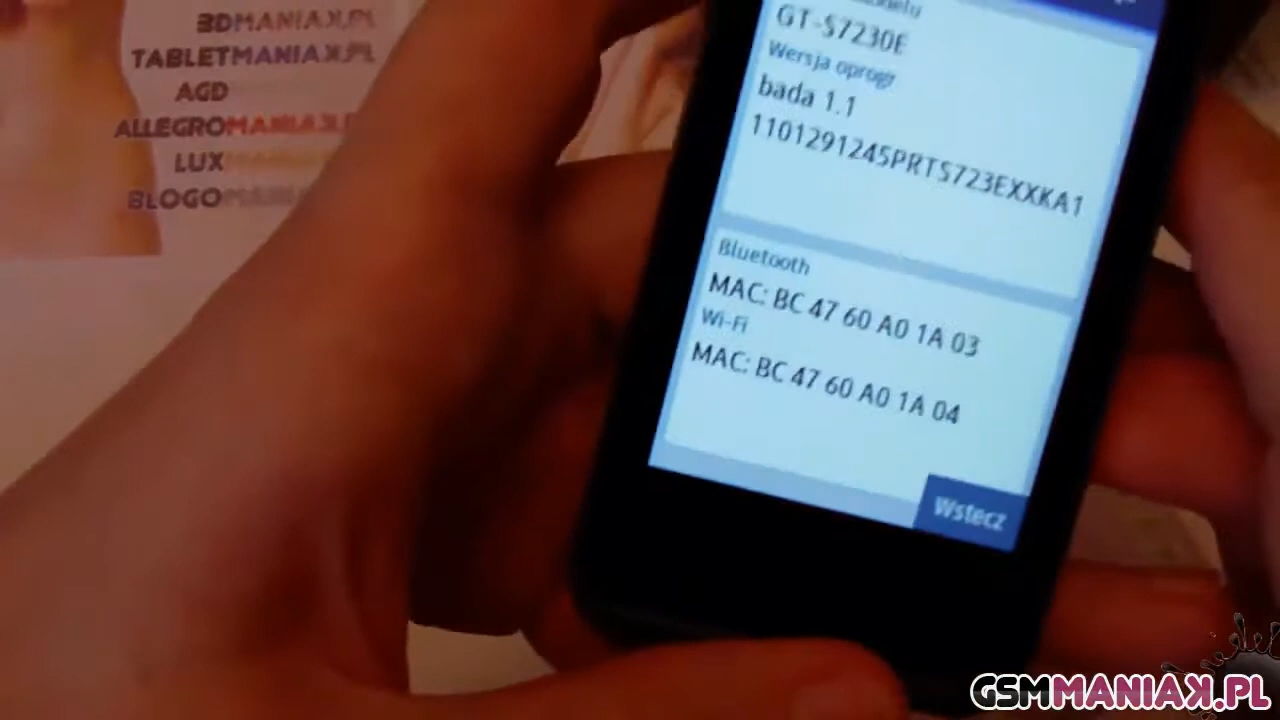 3DMANIAK.PL
TABLETMANIAK.PL
AGD
ALLEGROMANIAK.P
LUX
BLOGO
GT-S7230E
Wersja oprogr
bada 1.1
1101291245PRTS723EXXKA1
Bluetooth
MAC: BC 47 60 A0 1A 03
Wi-Fi
MAC: BC 47 60 A0 1A 04
Wstecz
GSMMANIAK.PL